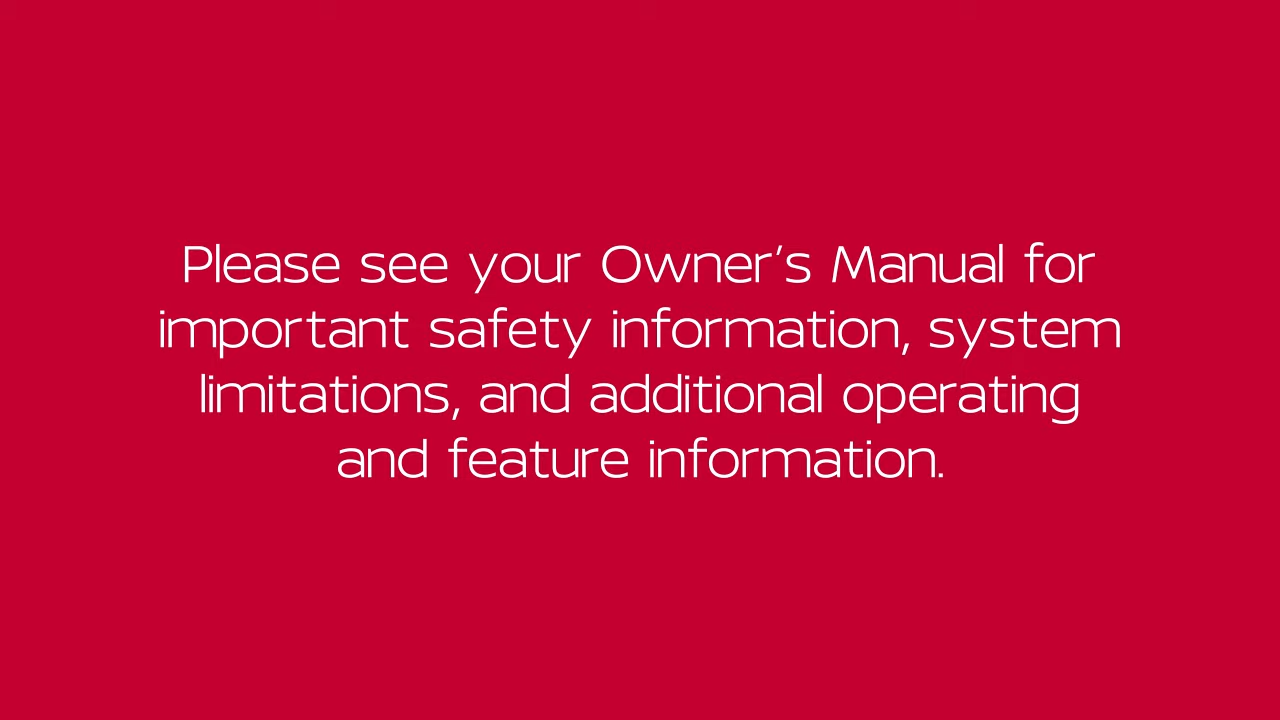 Please see your Owner’s Manual for
important safety information, system
limitations, and additional operating
and feature information.